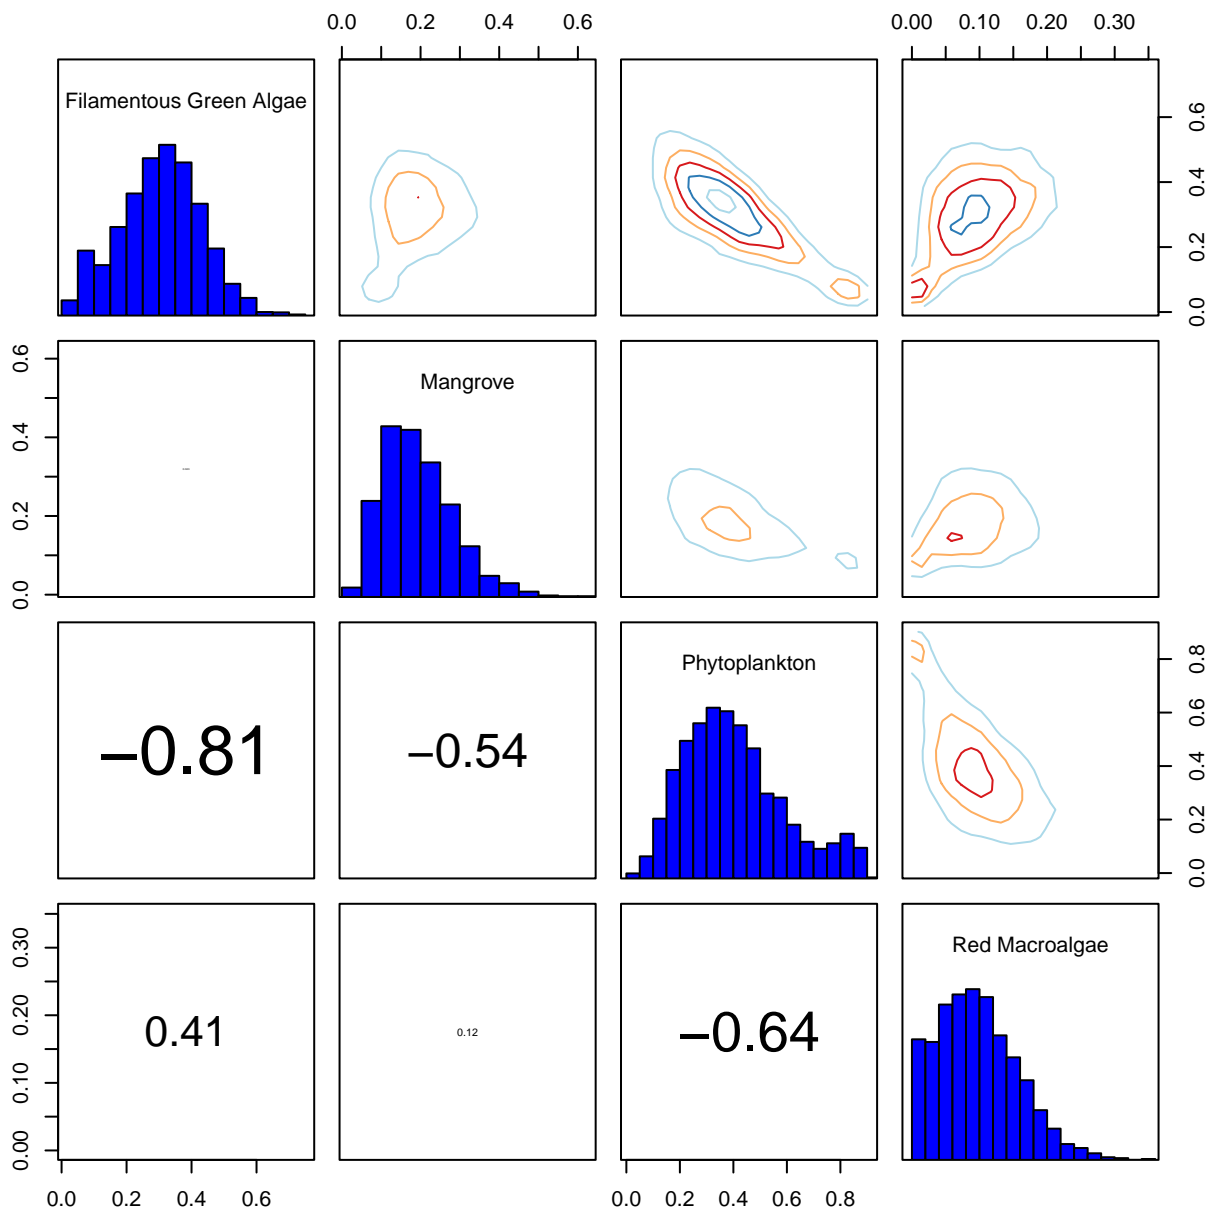 0.0 0.2 0.4 0.6
0.00 0.10 0.20 0.30
Filamentous Green Algae
0.0 0.2 0.4 0.6
0.0 0.2 0.4 0.6
Mangrove
–0.81
–0.54
Phytoplankton
0.0 0.2 0.4 0.6 0.8
0.00 0.10 0.20 0.30
0.41
0.12
–0.64
Red Macroalgae
0.0 0.2 0.4 0.6
0.0 0.2 0.4 0.6 0.8